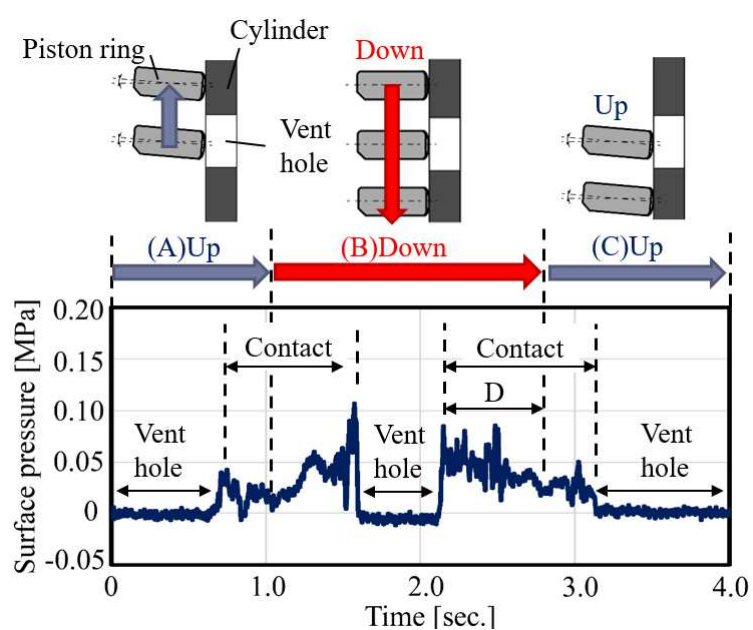 Piston ring
Cylinder
Vent
hole
Down
Up
(A)Up
(B)Down
(C)Up
Surface pressure [MPa]
0.20
0.15
0.10
0.05
0
-0.05
Contact
Contact
D
Vent
hole
Vent
hole
Vent
hole
0
1.0
2.0
3.0
4.0
Time [sec.]